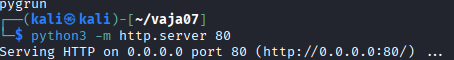 pygrun
┌──(kali㉿kali)-[~/vaja07]
└─$ python3 -m http.server 80
Serving HTTP on 0.0.0.0 port 80 (http://0.0.0.0:80/) ...